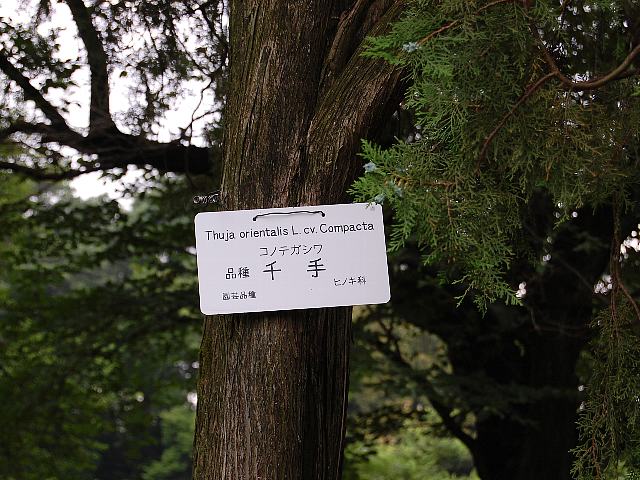 Thuja orientalis L. cv. Compacta
コノテガシワ
品種 千手
園芸品種 ヒノキ科